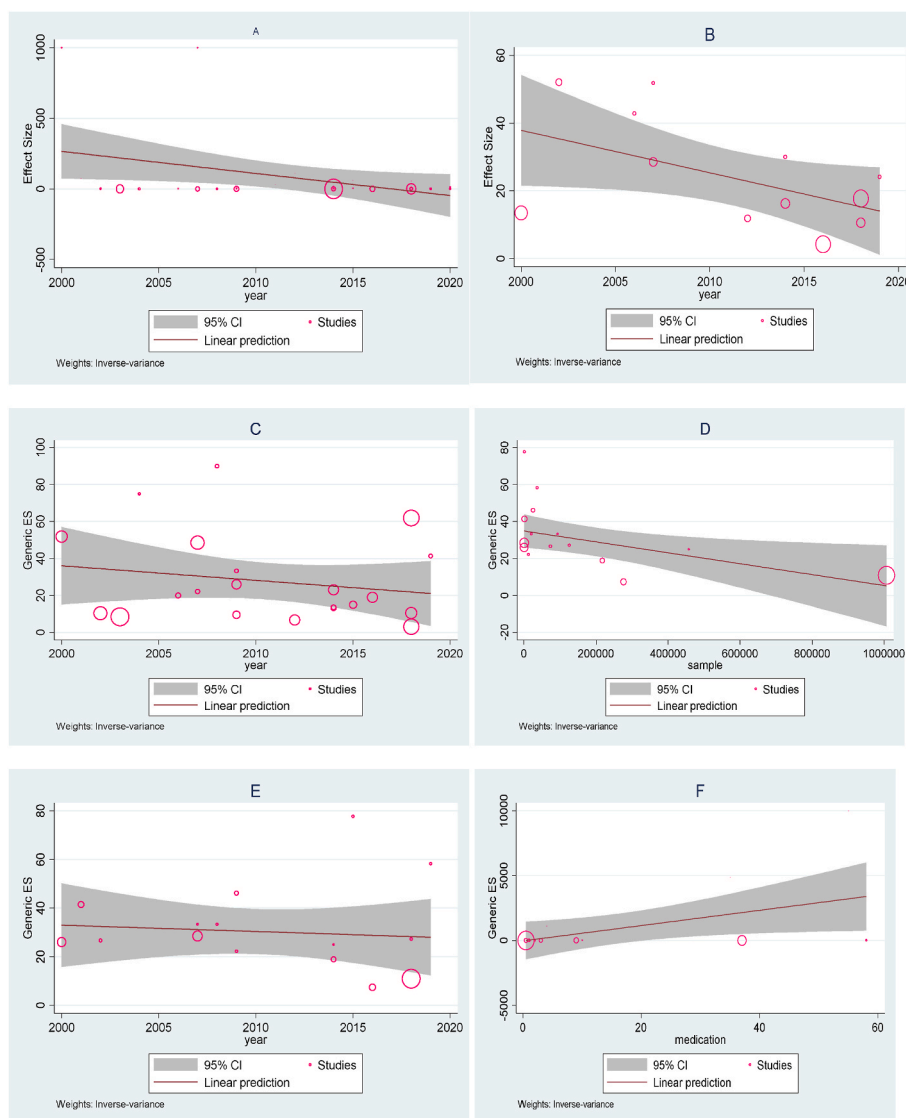 A
Effect Size
1000
500
0
-500
2000 2005 2010 2015 2020
year
95% CI Studies
Linear prediction
Weights: Inverse-variance
B
Effect Size
60
40
20
0
2000 2005 2010 2015 2020
year
95% CI Studies
Linear prediction
Weights: Inverse-variance
C
Generic ES
100
80
60
40
20
0
2000 2005 2010 2015 2020
year
95% CI Studies
Linear prediction
Weights: Inverse-variance
D
Generic ES
80
60
40
20
0
-20
0 200000 400000 600000 800000 1000000
sample
95% CI Studies
Linear prediction
Weights: Inverse-variance
E
Generic ES
80
60
40
20
0
2000 2005 2010 2015 2020
year
95% CI Studies
Linear prediction
Weights: Inverse-variance
F
Generic ES
10000
5000
0
-5000
0 20 40 60
medication
95% CI Studies
Linear prediction
Weights: Inverse-variance